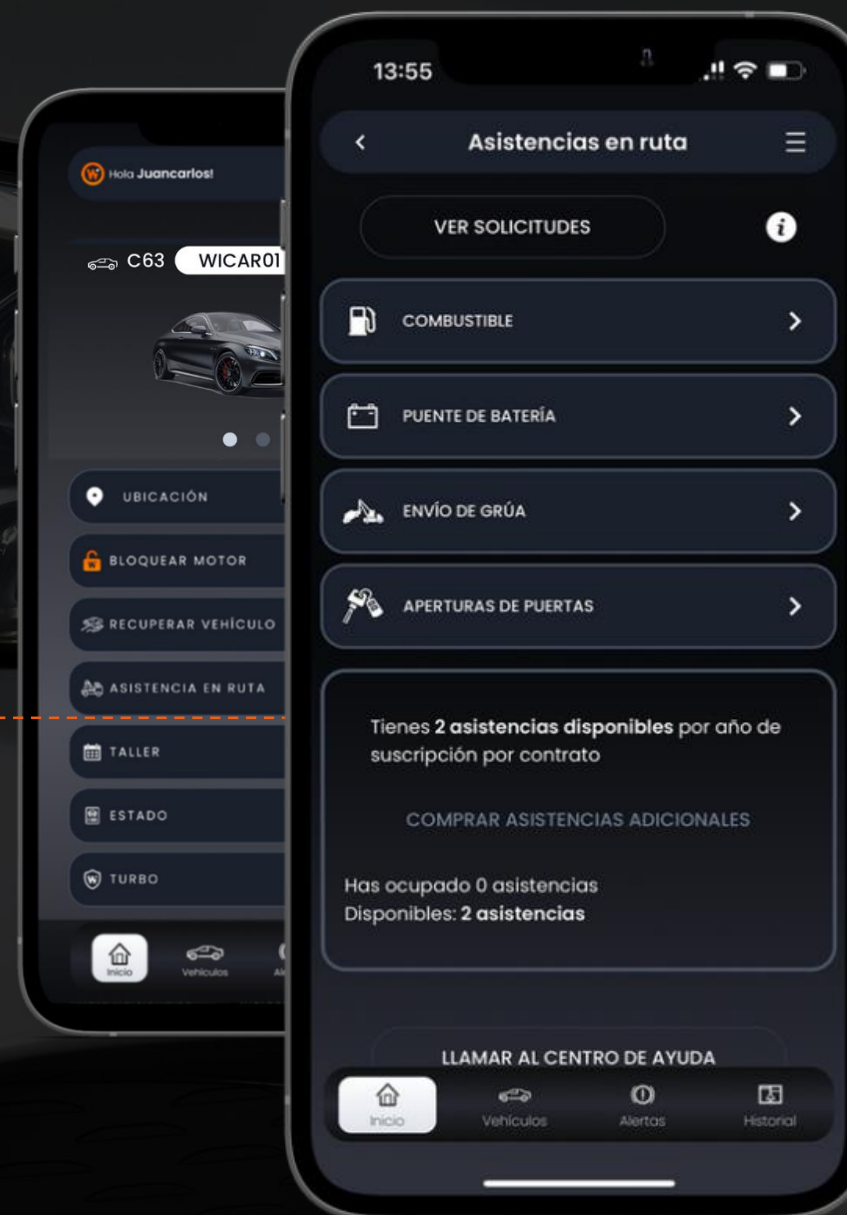 Hola Juancarlos!
C63 WICAR01
UBICACIÓN
BLOQUEAR MOTOR
RECUPERAR VEHÍCULO
ASISTENCIA EN RUTA
TALLER
ESTADO
TURBO
Inicio
Vehículos
13:55
Asistencias en ruta
VER SOLICITUDES
COMBUSTIBLE
PUENTE DE BATERÍA
ENVÍO DE GRÚA
APERTURAS DE PUERTAS
Tienes 2 asistencias disponibles por año de
suscripción por contrato
COMPRAR ASISTENCIAS ADICIONALES
Has ocupado 0 asistencias
Disponibles: 2 asistencias
LLAMAR AL CENTRO DE AYUDA
Inicio
Vehículos
Alertas
Historial